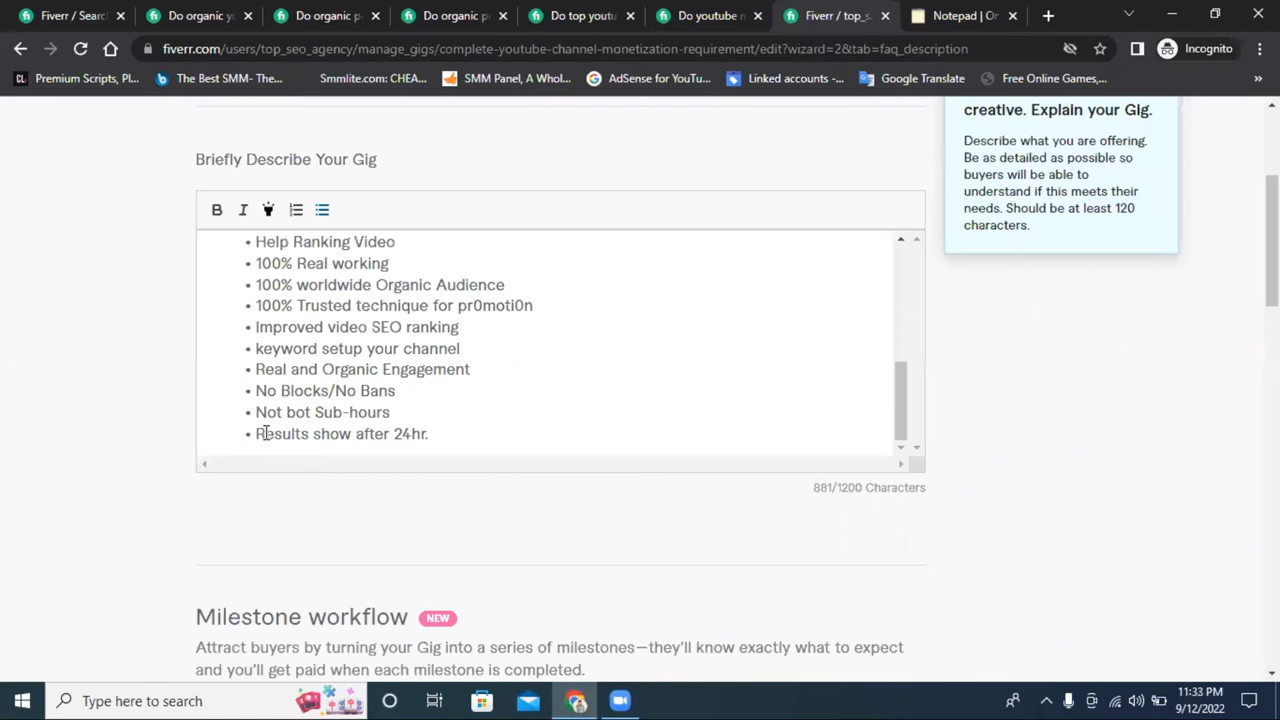 Fiverr / Searc
Do organic yo
Do organic p
Do organic p
Do top youtu
Do youtube n
Fiverr / top_s
Notepad | Or
fiverr.com/users/top_seo_agency/manage_gigs/complete-youtube-channel-monetization-requirement/edit?wizard=2&tab=faq_description
Incognito
Premium Scripts, Pl...
The Best SMM- The...
Smmlite.com: CHEA...
SMM Panel, A Whol...
AdSense for YouTu...
Linked accounts -...
Google Translate
Free Online Games,...
creative. Explain your Gig.
Describe what you are offering.
Be as detailed as possible so
buyers will be able to
understand if this meets their
needs. Should be at least 120
characters.
Briefly Describe Your Gig
B I
• Help Ranking Video
• 100% Real working
• 100% worldwide Organic Audience
• 100% Trusted technique for pr0moti0n
• Improved video SEO ranking
• keyword setup your channel
• Real and Organic Engagement
• No Blocks/No Bans
• Not bot Sub-hours
• Results show after 24hr.
881/1200 Characters
Milestone workflow NEW
Attract buyers by turning your Gig into a series of milestones—they'll know exactly what to expect
and you'll get paid when each milestone is completed.
Type here to search
11:33 PM
9/12/2022